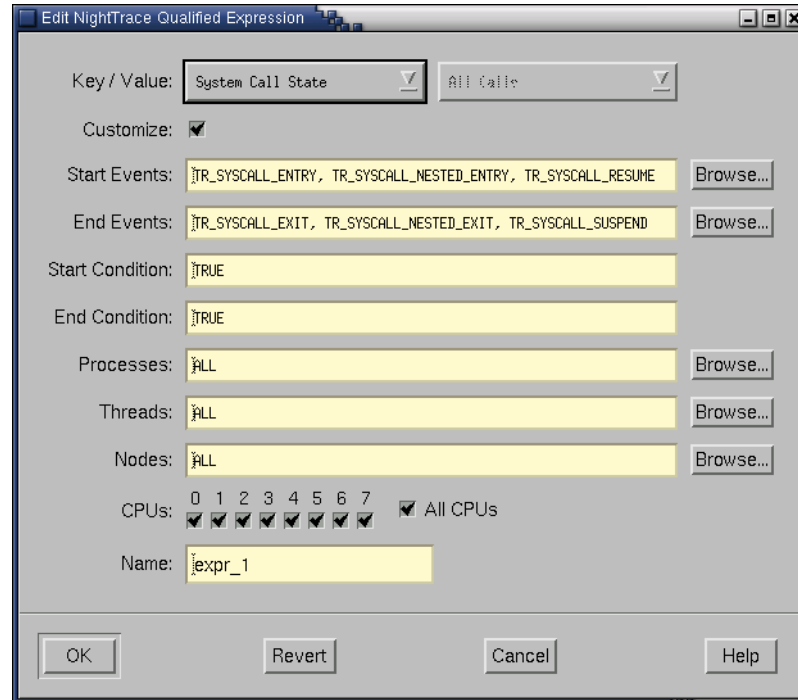 Edit NightTrace Qualified Expression
Key / Value: System Call State All Calls
Customize:
Start Events: TR_SYSCALL_ENTRY, TR_SYSCALL_NESTED_ENTRY, TR_SYSCALL_RESUME Browse...
End Events: TR_SYSCALL_EXIT, TR_SYSCALL_NESTED_EXIT, TR_SYSCALL_SUSPEND Browse...
Start Condition: TRUE
End Condition: TRUE
Processes: ALL Browse...
Threads: ALL Browse...
Nodes: ALL Browse...
0 1 2 3 4 5 6 7
CPUs: All CPUs
Name: expr_1
OK Revert Cancel Help